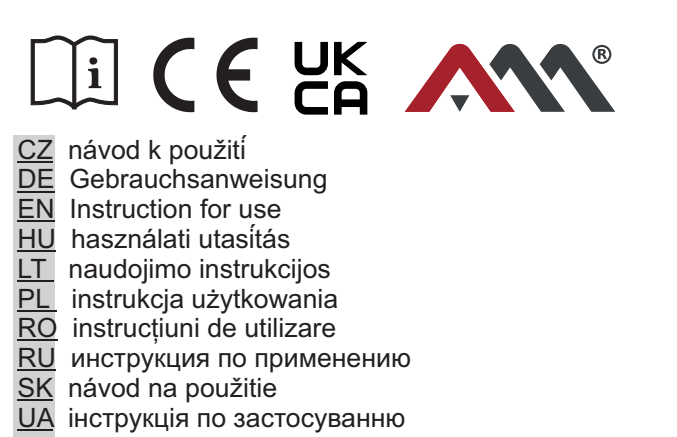 i CE UK CA AM ®
CZ návod k použití
DE Gebrauchsanweisung
EN Instruction for use
HU használati utasítás
LT naudojimo instrukcijos
PL instrukcja użytkowania
RO instrucțiuni de utilizare
RU инструкция по применению
SK návod na použitie
UA інструкція по застосуванню